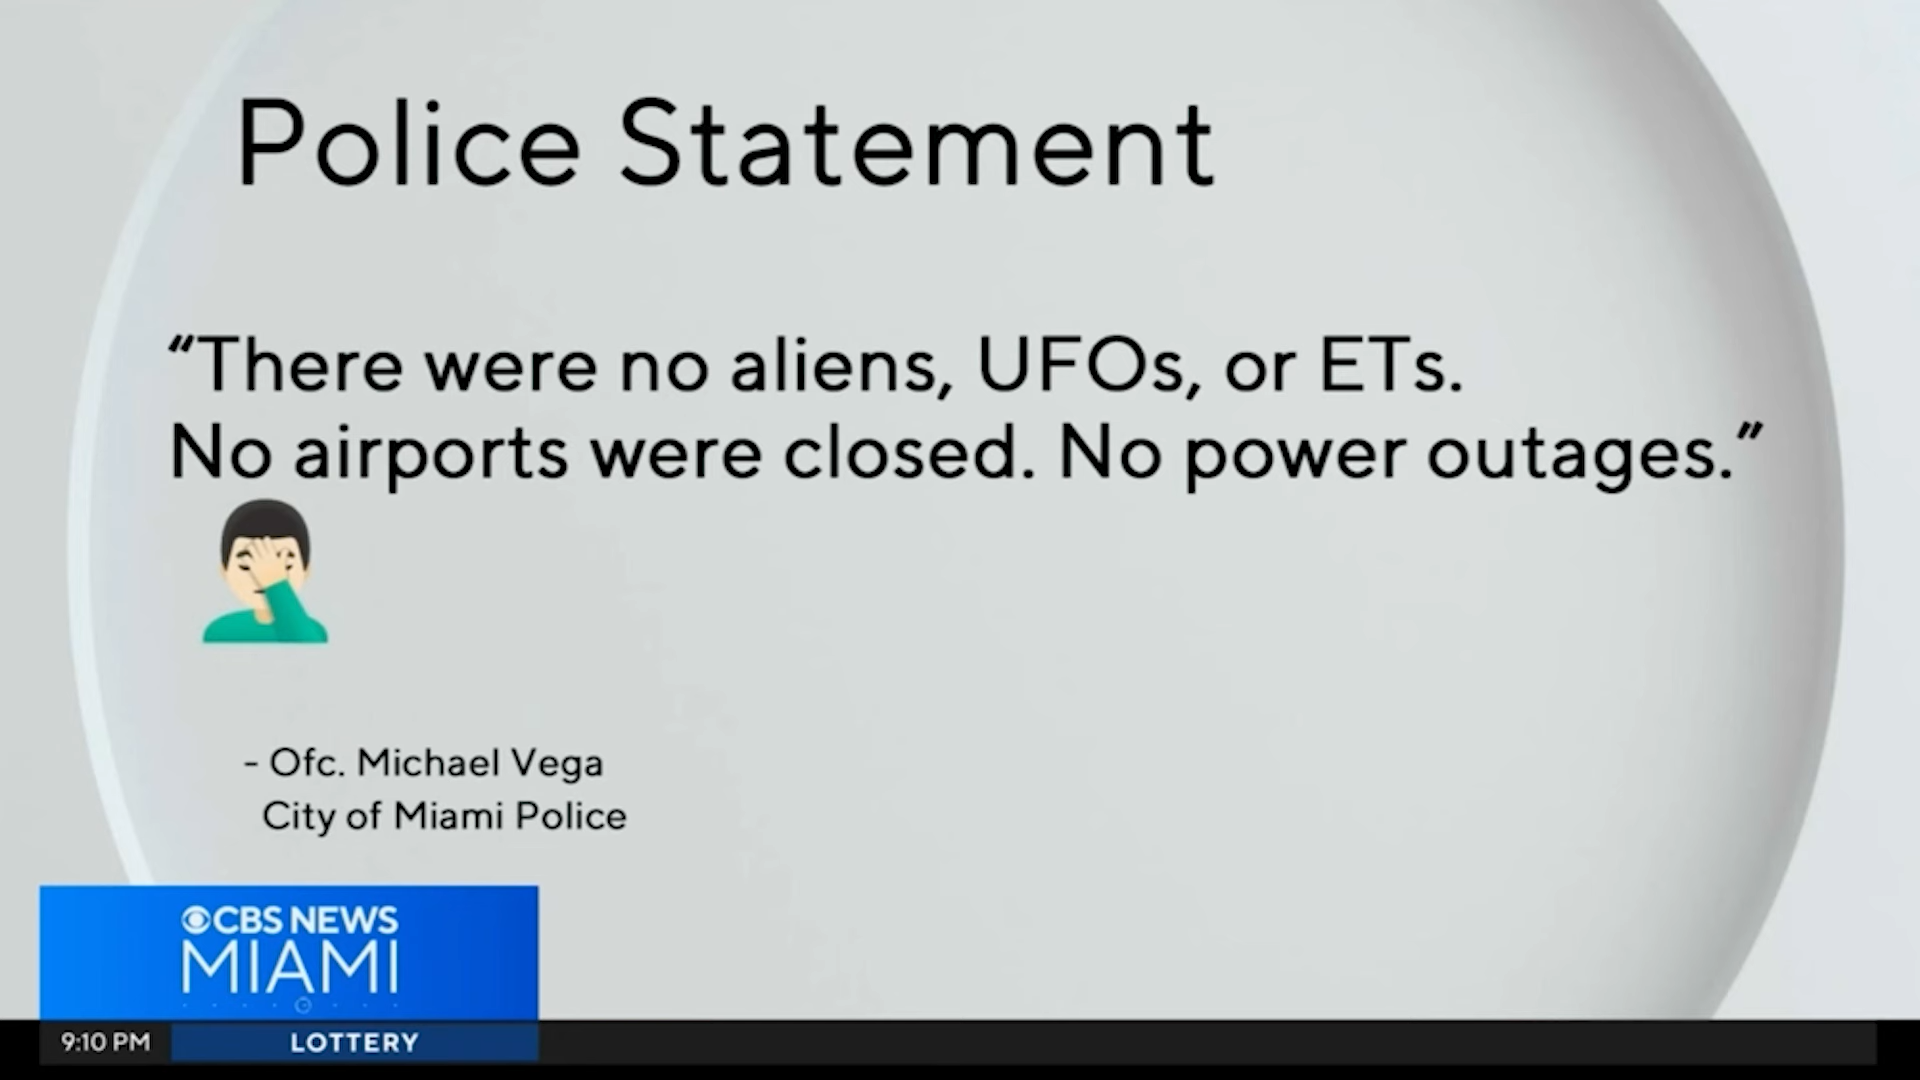 Police Statement
“There were no aliens, UFOs, or ETs.
No airports were closed. No power outages.”
- Ofc. Michael Vega
City of Miami Police
CBS NEWS
MIAMI
9:10 PM LOTTERY